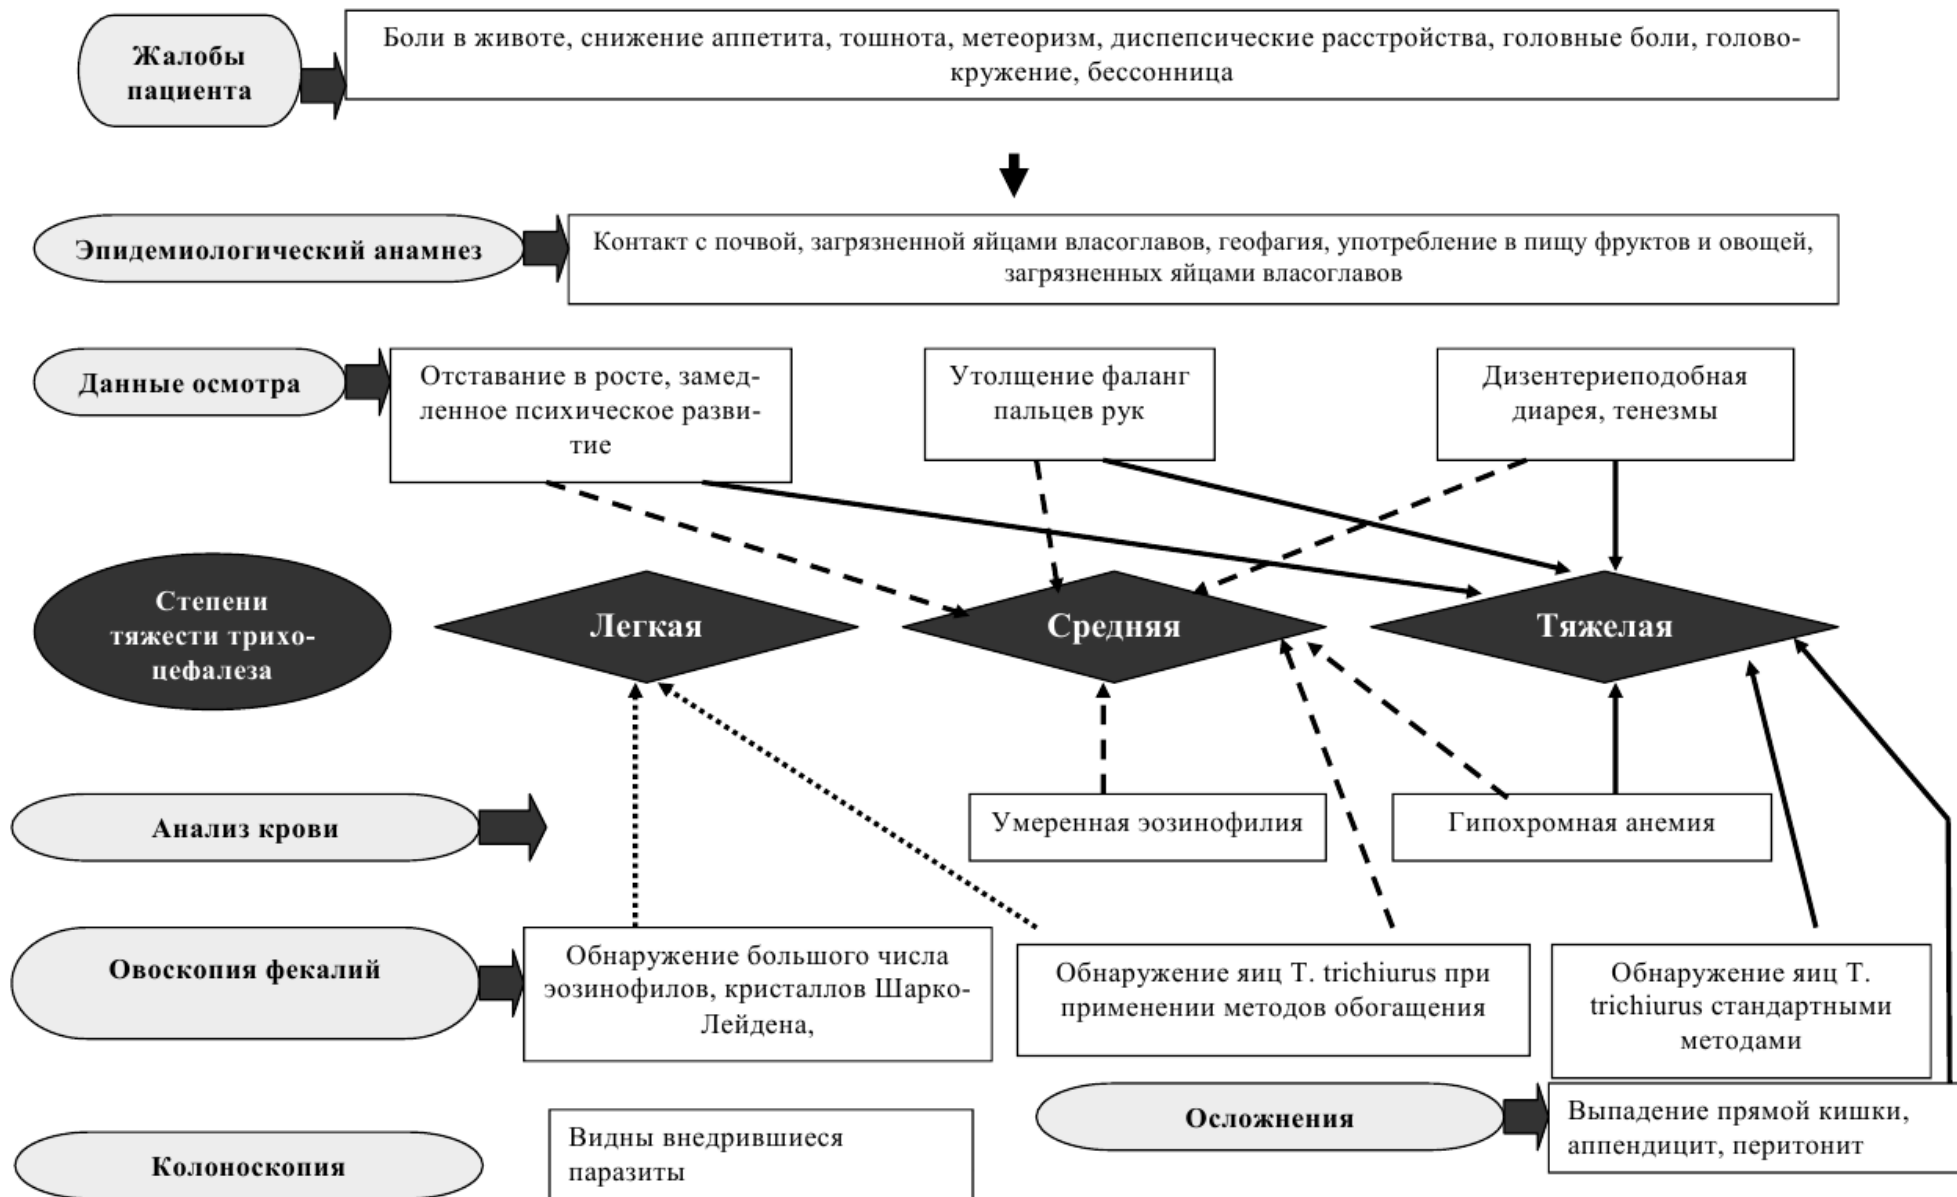 Жалобы
пациента
Боли в животе, снижение аппетита, тошнота, метеоризм, диспепсические расстройства, головные боли, голово-
кружение, бессонница
Эпидемиологический анамнез
Контакт с почвой, загрязненной яйцами власоглавов, геофагия, употребление в пищу фруктов и овощей,
загрязненных яйцами власоглавов
Данные осмотра
Отставание в росте, замед-
ленное психическое разви-
тие
Утолщение фаланг
пальцев рук
Дизентериеподобная
диарея, тенезмы
Степени
тяжести трихо-
цефалеза
Легкая
Средняя
Тяжелая
Анализ крови
Умеренная эозинофилия
Гипохромная анемия
Овоскопия фекалий
Обнаружение большого числа
эозинофилов, кристаллов Шарко-
Лейдена,
Обнаружение яиц T. trichiurus при
применении методов обогащения
Обнаружение яиц T.
trichiurus стандартными
методами
Осложнения
Выпадение прямой кишки,
аппендицит, перитонит
Колоноскопия
Видны внедрившиеся
паразиты